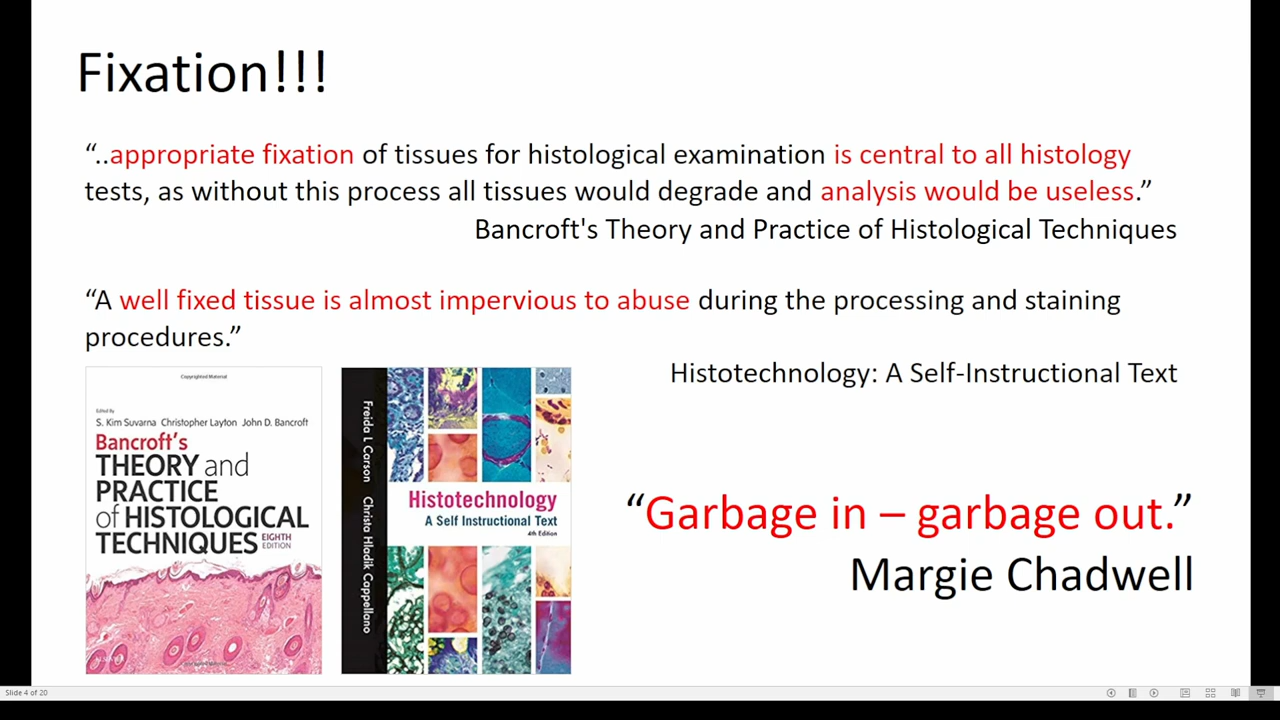 Fixation!!!
“..appropriate fixation of tissues for histological examination is central to all histology
tests, as without this process all tissues would degrade and analysis would be useless.”
Bancroft's Theory and Practice of Histological Techniques
“A well fixed tissue is almost impervious to abuse during the processing and staining
procedures.”
Histotechnology: A Self-Instructional Text
Copyrighted Material
Edited By
S. Kim Suvarna Christopher Layton John D. Bancroft
Bancroft's
THEORY and
PRACTICE
of HISTOLOGICAL
TECHNIQUES EIGHTH
EDITION
Freida L Carson Christa Hladik Cappellano
Histotechnology
A Self Instructional Text
4th Edition
“Garbage in – garbage out.”
Margie Chadwell
Slide 4 of 20